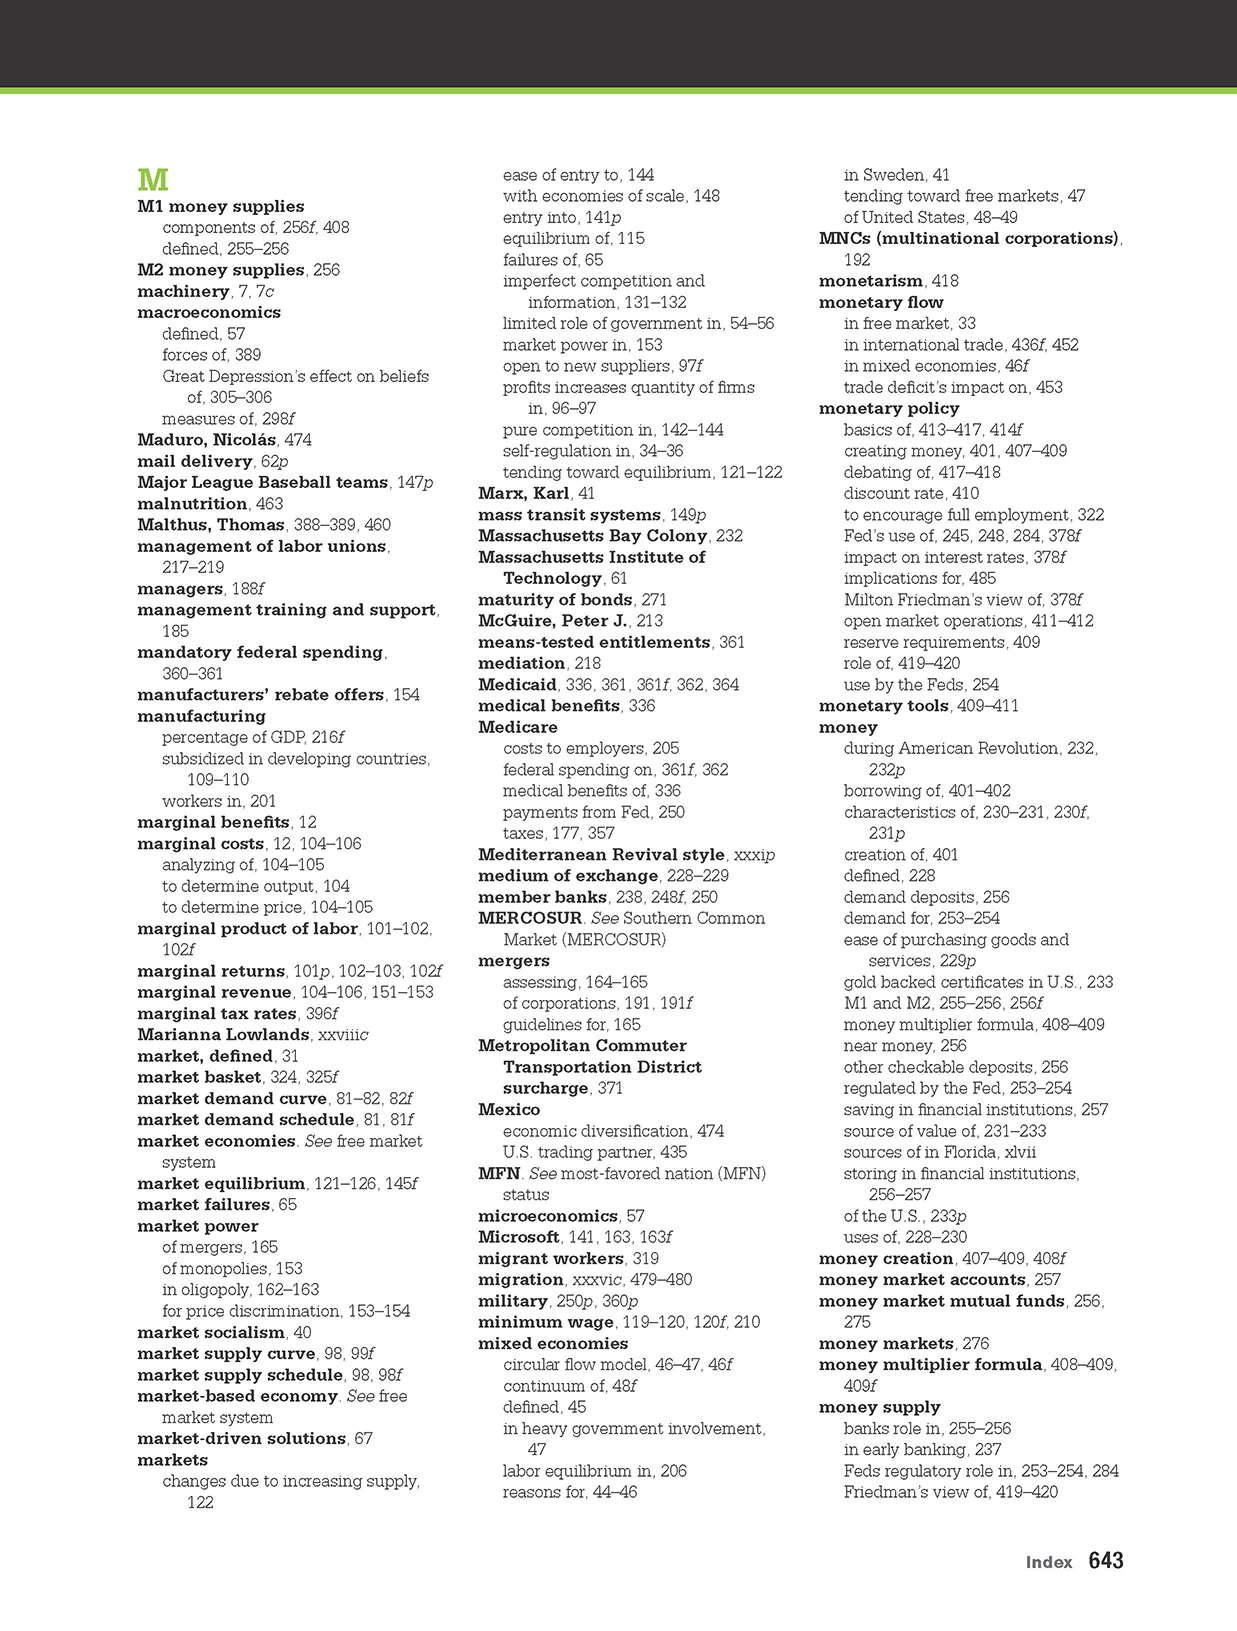 M
M1 money supplies
components of, 256f, 408
defined, 255–256
M2 money supplies, 256
machinery, 7, 7c
macroeconomics
defined, 57
forces of, 389
Great Depression's effect on beliefs
of, 305–306
measures of, 298f
Maduro, Nicolás, 474
mail delivery, 62p
Major League Baseball teams, 147p
malnutrition, 463
Malthus, Thomas, 388–389, 460
management of labor unions,
217–219
managers, 188f
management training and support,
185
mandatory federal spending,
360–361
manufacturers' rebate offers, 154
manufacturing
percentage of GDP, 216f
subsidized in developing countries,
109–110
workers in, 201
marginal benefits, 12
marginal costs, 12, 104–106
analyzing of, 104–105
to determine output, 104
to determine price, 104–105
marginal product of labor, 101–102,
102f
marginal returns, 101p, 102–103, 102f
marginal revenue, 104–106, 151–153
marginal tax rates, 396f
Marianna Lowlands, xxviiic
market, defined, 31
market basket, 324, 325f
market demand curve, 81–82, 82f
market demand schedule, 81, 81f
market economies. See free market
system
market equilibrium, 121–126, 145f
market failures, 65
market power
of mergers, 165
of monopolies, 153
in oligopoly, 162–163
for price discrimination, 153–154
market socialism, 40
market supply curve, 98, 99f
market supply schedule, 98, 98f
market-based economy. See free
market system
market-driven solutions, 67
markets
changes due to increasing supply,
122
ease of entry to, 144
with economies of scale, 148
entry into, 141p
equilibrium of, 115
failures of, 65
imperfect competition and
information, 131–132
limited role of government in, 54–56
market power in, 153
open to new suppliers, 97f
profits increases quantity of firms
in, 96–97
pure competition in, 142–144
self-regulation in, 34–36
tending toward equilibrium, 121–122
Marx, Karl, 41
mass transit systems, 149p
Massachusetts Bay Colony, 232
Massachusetts Institute of
Technology, 61
maturity of bonds, 271
McGuire, Peter J., 213
means-tested entitlements, 361
mediation, 218
Medicaid, 336, 361, 361f, 362, 364
medical benefits, 336
Medicare
costs to employers, 205
federal spending on, 361f, 362
medical benefits of, 336
payments from Fed, 250
taxes, 177, 357
Mediterranean Revival style, xxxip
medium of exchange, 228–229
member banks, 238, 248f, 250
MERCOSUR. See Southern Common
Market (MERCOSUR)
mergers
assessing, 164–165
of corporations, 191, 191f
guidelines for, 165
Metropolitan Commuter
Transportation District
surcharge, 371
Mexico
economic diversification, 474
U.S. trading partner, 435
MFN. See most-favored nation (MFN)
status
microeconomics, 57
Microsoft, 141, 163, 163f
migrant workers, 319
migration, xxxvic, 479–480
military, 250p, 360p
minimum wage, 119–120, 120f, 210
mixed economies
circular flow model, 46–47, 46f
continuum of, 48f
defined, 45
in heavy government involvement,
47
labor equilibrium in, 206
reasons for, 44–46
in Sweden, 41
tending toward free markets, 47
of United States, 48–49
MNCs (multinational corporations),
192
monetarism, 418
monetary flow
in free market, 33
in international trade, 436f, 452
in mixed economies, 46f
trade deficit's impact on, 453
monetary policy
basics of, 413–417, 414f
creating money, 401, 407–409
debating of, 417–418
discount rate, 410
to encourage full employment, 322
Fed's use of, 245, 248, 284, 378f
impact on interest rates, 378f
implications for, 485
Milton Friedman's view of, 378f
open market operations, 411–412
reserve requirements, 409
role of, 419–420
use by the Feds, 254
monetary tools, 409–411
money
during American Revolution, 232,
232p
borrowing of, 401–402
characteristics of, 230–231, 230f,
231p
creation of, 401
defined, 228
demand deposits, 256
demand for, 253–254
ease of purchasing goods and
services, 229p
gold backed certificates in U.S., 233
M1 and M2, 255–256, 256f
money multiplier formula, 408–409
near money, 256
other checkable deposits, 256
regulated by the Fed, 253–254
saving in financial institutions, 257
source of value of, 231–233
sources of in Florida, xlvii
storing in financial institutions,
256–257
of the U.S., 233p
uses of, 228–230
money creation, 407–409, 408f
money market accounts, 257
money market mutual funds, 256,
275
money markets, 276
money multiplier formula, 408–409,
409f
money supply
banks role in, 255–256
in early banking, 237
Feds regulatory role in, 253–254, 284
Friedman's view of, 419–420
Index 643